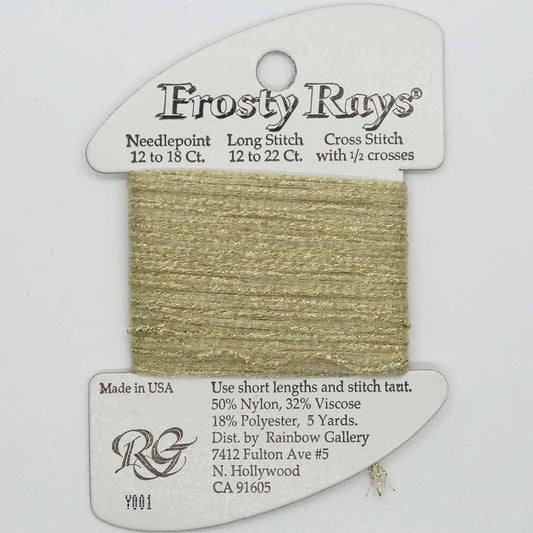 Frosty Rays®
Needlepoint Long Stitch Cross Stitch
12 to 18 Ct. 12 to 22 Ct. with 1/2 crosses
Made in USA
Use short lengths and stitch taut.
50% Nylon, 32% Viscose
18% Polyester, 5 Yards.
Dist. by Rainbow Gallery
7412 Fulton Ave #5
N. Hollywood
CA 91605
RG
Y001